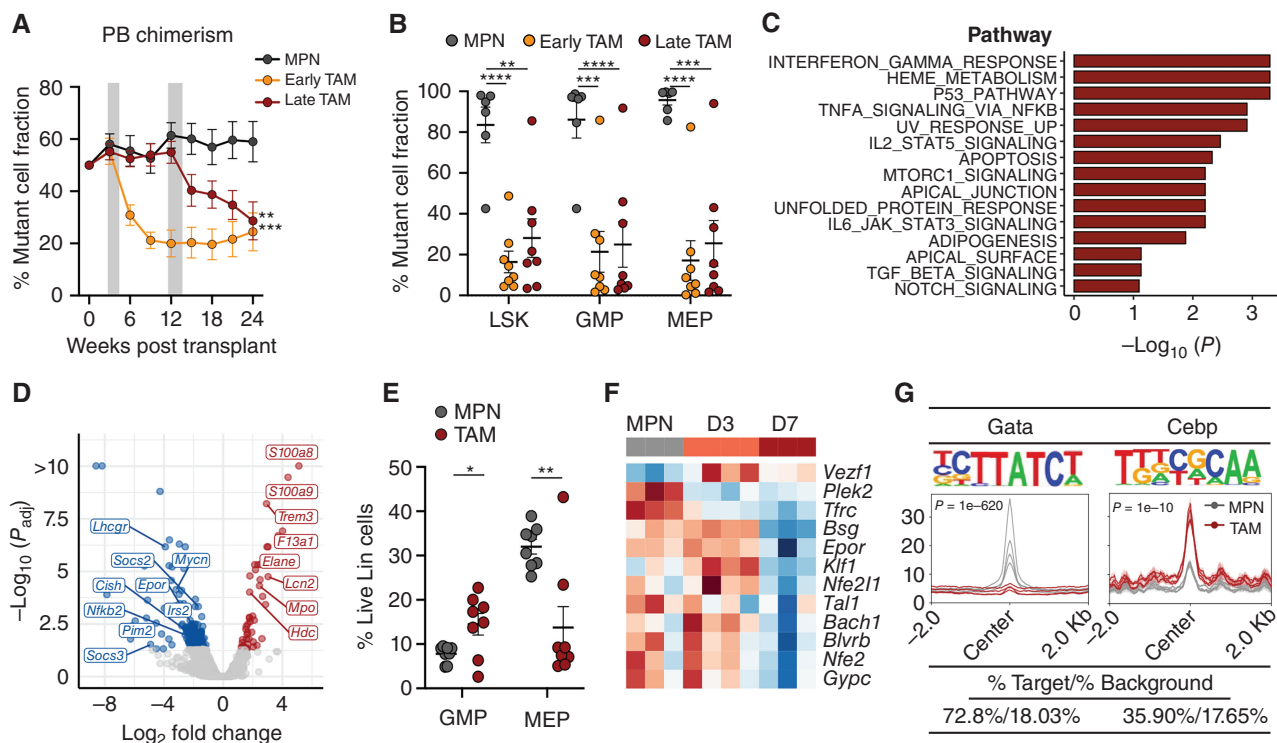 A
PB chimerism
MPN
Early TAM
Late TAM
% Mutant cell fraction
80
60
40
20
0
**
***
0 6 12 18 24
Weeks post transplant
B
MPN Early TAM Late TAM
% Mutant cell fraction
100
80
60
40
20
0
**
****
****
***
***
****
LSK GMP MEP
C
Pathway
INTERFERON_GAMMA_RESPONSE
HEME_METABOLISM
P53_PATHWAY
TNFA_SIGNALING_VIA_NFKB
UV_RESPONSE_UP
IL2_STAT5_SIGNALING
APOPTOSIS
MTORC1_SIGNALING
APICAL_JUNCTION
UNFOLDED_PROTEIN_RESPONSE
IL6_JAK_STAT3_SIGNALING
ADIPOGENESIS
APICAL_SURFACE
TGF_BETA_SIGNALING
NOTCH_SIGNALING
0 1 2 3
–Log10 (P)
D
–Log10 (Padj)
>10
7.5
5
2.5
0
S100a8
S100a9
Trem3
F13a1
Elane
Lcn2
Mpo
Hdc
Lhcgr
Socs2
Mycn
Cish
Epor
Nfkb2
Irs2
Pim2
Socs3
–8 –4 0 4
Log2 fold change
E
MPN
TAM
% Live Lin cells
50
40
30
20
10
0
*
**
GMP MEP
F
MPN D3 D7
Vezf1
Plek2
Tfrc
Bsg
Epor
Klf1
Nfe2l1
Tal1
Bach1
Blvrb
Nfe2
Gypc
G
Gata Cebp
P = 1e–620
P = 1e–10
MPN
TAM
30
20
10
0
–2.0 Center 2.0 Kb
–2.0 Center 2.0 Kb
% Target/% Background
72.8%/18.03% 35.90%/17.65%